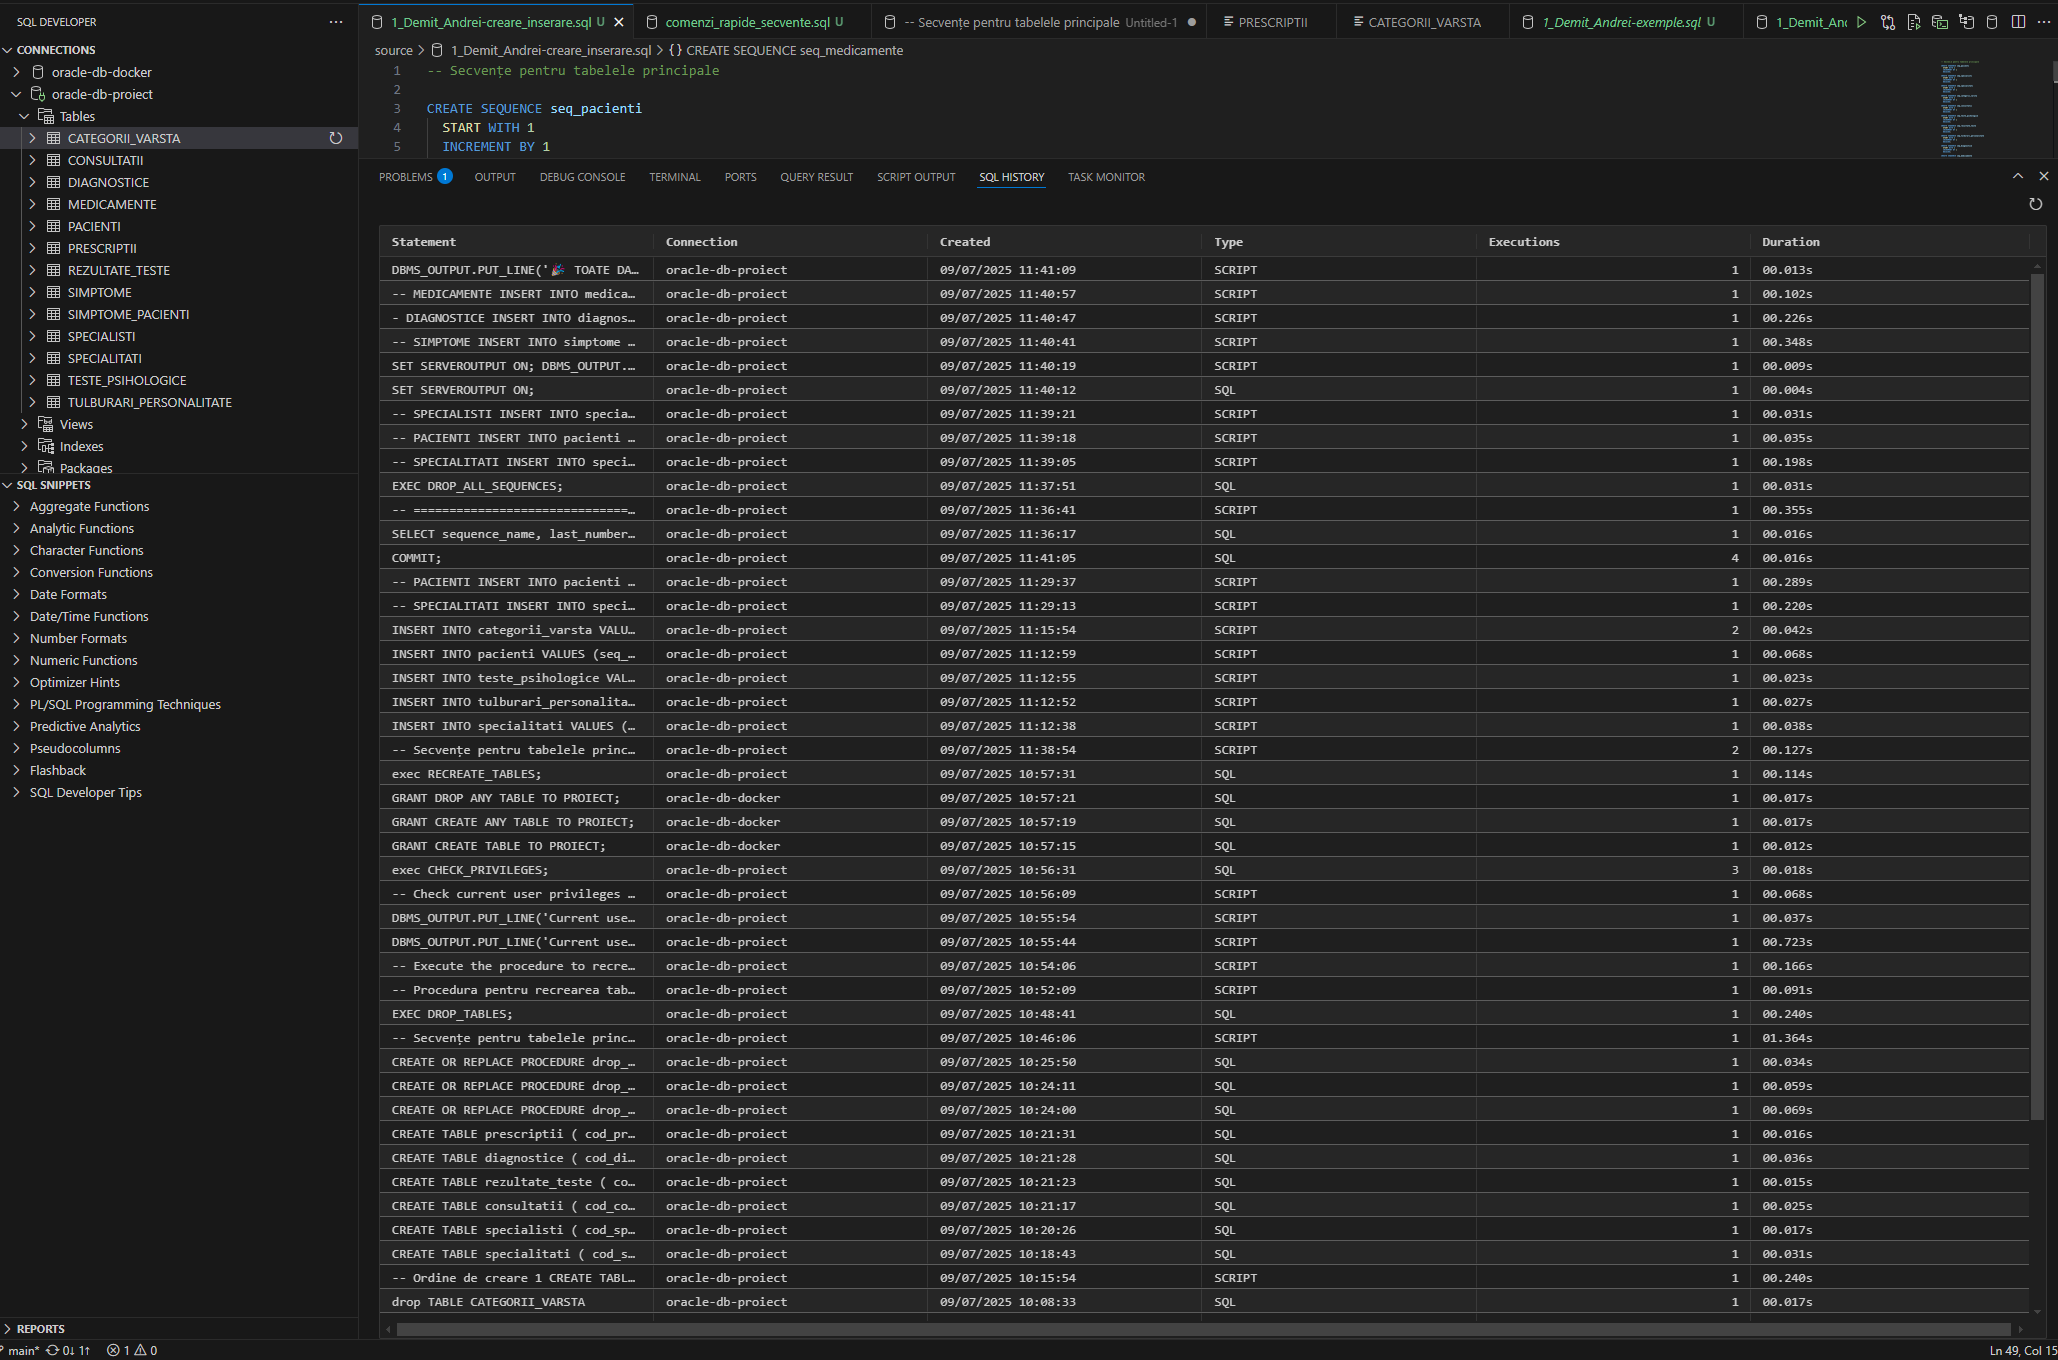 SQL DEVELOPER
CONNECTIONS
oracle-db-docker
oracle-db-proiect
Tables
CATEGORII_VARSTA
CONSULTATII
DIAGNOSTICE
MEDICAMENTE
PACIENTI
PRESCRIPTII
REZULTATE_TESTE
SIMPTOME
SIMPTOME_PACIENTI
SPECIALISTI
SPECIALITATI
TESTE_PSIHOLOGICE
TULBURARI_PERSONALITATE
Views
Indexes
Packages
SQL SNIPPETS
Aggregate Functions
Analytic Functions
Character Functions
Conversion Functions
Date Formats
Date/Time Functions
Number Formats
Numeric Functions
Optimizer Hints
PL/SQL Programming Techniques
Predictive Analytics
Pseudocolumns
Flashback
SQL Developer Tips
REPORTS
main* 0↓ 1↑ 1 0
1_Demit_Andrei-creare_inserare.sql U comenzi_rapide_secvente.sql U -- Secvențe pentru tabelele principale Untitled-1 PRESCRIPTII CATEGORII_VARSTA 1_Demit_Andrei-exemple.sql U 1_Demit_An
source > 1_Demit_Andrei-creare_inserare.sql > {} CREATE SEQUENCE seq_medicamente
1 -- Secvențe pentru tabelele principale
2
3 CREATE SEQUENCE seq_pacienti
4 START WITH 1
5 INCREMENT BY 1
PROBLEMS 1 OUTPUT DEBUG CONSOLE TERMINAL PORTS QUERY RESULT SCRIPT OUTPUT SQL HISTORY TASK MONITOR
Statement Connection Created Type Executions Duration
DBMS_OUTPUT.PUT_LINE('🎉 TOATE DA… oracle-db-proiect 09/07/2025 11:41:09 SCRIPT 1 00.013s
-- MEDICAMENTE INSERT INTO medica… oracle-db-proiect 09/07/2025 11:40:57 SCRIPT 1 00.102s
- DIAGNOSTICE INSERT INTO diagnos… oracle-db-proiect 09/07/2025 11:40:47 SCRIPT 1 00.226s
-- SIMPTOME INSERT INTO simptome … oracle-db-proiect 09/07/2025 11:40:41 SCRIPT 1 00.348s
SET SERVEROUTPUT ON; DBMS_OUTPUT.… oracle-db-proiect 09/07/2025 11:40:19 SCRIPT 1 00.009s
SET SERVEROUTPUT ON; oracle-db-proiect 09/07/2025 11:40:12 SQL 1 00.004s
-- SPECIALISTI INSERT INTO specia… oracle-db-proiect 09/07/2025 11:39:21 SCRIPT 1 00.031s
-- PACIENTI INSERT INTO pacienti … oracle-db-proiect 09/07/2025 11:39:18 SCRIPT 1 00.035s
-- SPECIALITATI INSERT INTO speci… oracle-db-proiect 09/07/2025 11:39:05 SCRIPT 1 00.198s
EXEC DROP_ALL_SEQUENCES; oracle-db-proiect 09/07/2025 11:37:51 SQL 1 00.031s
-- ==============================… oracle-db-proiect 09/07/2025 11:36:41 SCRIPT 1 00.355s
SELECT sequence_name, last_number… oracle-db-proiect 09/07/2025 11:36:17 SQL 1 00.016s
COMMIT; oracle-db-proiect 09/07/2025 11:41:05 SQL 4 00.016s
-- PACIENTI INSERT INTO pacienti … oracle-db-proiect 09/07/2025 11:29:37 SCRIPT 1 00.289s
-- SPECIALITATI INSERT INTO speci… oracle-db-proiect 09/07/2025 11:29:13 SCRIPT 1 00.220s
INSERT INTO categorii_varsta VALU… oracle-db-proiect 09/07/2025 11:15:54 SCRIPT 2 00.042s
INSERT INTO pacienti VALUES (seq_… oracle-db-proiect 09/07/2025 11:12:59 SCRIPT 1 00.068s
INSERT INTO teste_psihologice VAL… oracle-db-proiect 09/07/2025 11:12:55 SCRIPT 1 00.023s
INSERT INTO tulburari_personalita… oracle-db-proiect 09/07/2025 11:12:52 SCRIPT 1 00.027s
INSERT INTO specialitati VALUES (… oracle-db-proiect 09/07/2025 11:12:38 SCRIPT 1 00.038s
-- Secvențe pentru tabelele princ… oracle-db-proiect 09/07/2025 11:38:54 SCRIPT 2 00.127s
exec RECREATE_TABLES; oracle-db-proiect 09/07/2025 10:57:31 SQL 1 00.114s
GRANT DROP ANY TABLE TO PROIECT; oracle-db-docker 09/07/2025 10:57:21 SQL 1 00.017s
GRANT CREATE ANY TABLE TO PROIECT; oracle-db-docker 09/07/2025 10:57:19 SQL 1 00.017s
GRANT CREATE TABLE TO PROIECT; oracle-db-docker 09/07/2025 10:57:15 SQL 1 00.012s
exec CHECK_PRIVILEGES; oracle-db-proiect 09/07/2025 10:56:31 SQL 3 00.018s
-- Check current user privileges … oracle-db-proiect 09/07/2025 10:56:09 SCRIPT 1 00.068s
DBMS_OUTPUT.PUT_LINE('Current use… oracle-db-proiect 09/07/2025 10:55:54 SCRIPT 1 00.037s
DBMS_OUTPUT.PUT_LINE('Current use… oracle-db-proiect 09/07/2025 10:55:44 SCRIPT 1 00.723s
-- Execute the procedure to recre… oracle-db-proiect 09/07/2025 10:54:06 SCRIPT 1 00.166s
-- Procedura pentru recrearea tab… oracle-db-proiect 09/07/2025 10:52:09 SCRIPT 1 00.091s
EXEC DROP_TABLES; oracle-db-proiect 09/07/2025 10:48:41 SQL 1 00.240s
-- Secvențe pentru tabelele princ… oracle-db-proiect 09/07/2025 10:46:06 SCRIPT 1 01.364s
CREATE OR REPLACE PROCEDURE drop_… oracle-db-proiect 09/07/2025 10:25:50 SQL 1 00.034s
CREATE OR REPLACE PROCEDURE drop_… oracle-db-proiect 09/07/2025 10:24:11 SQL 1 00.059s
CREATE OR REPLACE PROCEDURE drop_… oracle-db-proiect 09/07/2025 10:24:00 SQL 1 00.069s
CREATE TABLE prescriptii ( cod_pr… oracle-db-proiect 09/07/2025 10:21:31 SQL 1 00.016s
CREATE TABLE diagnostice ( cod_di… oracle-db-proiect 09/07/2025 10:21:28 SQL 1 00.036s
CREATE TABLE rezultate_teste ( co… oracle-db-proiect 09/07/2025 10:21:23 SQL 1 00.015s
CREATE TABLE consultatii ( cod_co… oracle-db-proiect 09/07/2025 10:21:17 SQL 1 00.025s
CREATE TABLE specialisti ( cod_sp… oracle-db-proiect 09/07/2025 10:20:26 SQL 1 00.017s
CREATE TABLE specialitati ( cod_s… oracle-db-proiect 09/07/2025 10:18:43 SQL 1 00.031s
-- Ordine de creare 1 CREATE TABL… oracle-db-proiect 09/07/2025 10:15:54 SCRIPT 1 00.240s
drop TABLE CATEGORII_VARSTA oracle-db-proiect 09/07/2025 10:08:33 SQL 1 00.017s
Ln 49, Col 15